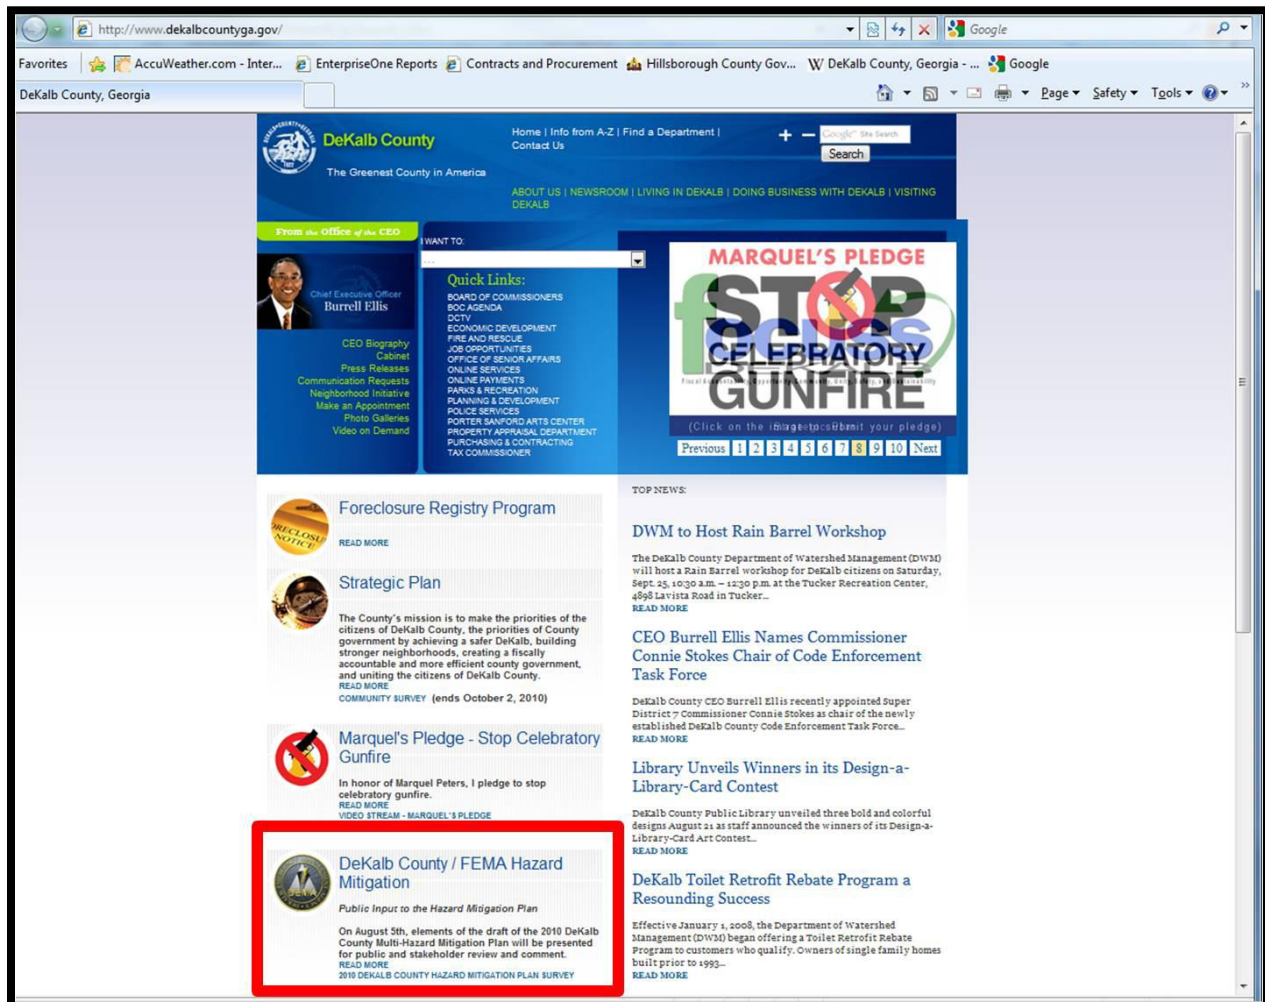 http://www.dekalbcountyga.gov/
Google
Favorites
AccuWeather.com - Inter...
EnterpriseOne Reports
Contracts and Procurement
Hillsborough County Gov...
W DeKalb County, Georgia - ...
Google
DeKalb County, Georgia
Page
Safety
Tools
DeKalb County
The Greenest County in America
Home | Info from A-Z | Find a Department |
Contact Us
+ -
Google™ Site Search
Search
ABOUT US | NEWSROOM | LIVING IN DEKALB | DOING BUSINESS WITH DEKALB | VISITING
DEKALB
From the Office of the CEO
Chief Executive Officer
Burrell Ellis
CEO Biography
Cabinet
Press Releases
Communication Requests
Neighborhood Initiative
Make an Appointment
Photo Galleries
Video on Demand
I WANT TO:
...
Quick Links:
BOARD OF COMMISSIONERS
BOC AGENDA
DCTV
ECONOMIC DEVELOPMENT
FIRE AND RESCUE
JOB OPPORTUNITIES
OFFICE OF SENIOR AFFAIRS
ONLINE SERVICES
ONLINE PAYMENTS
PARKS & RECREATION
PLANNING & DEVELOPMENT
POLICE SERVICES
PORTER SANFORD ARTS CENTER
PROPERTY APPRAISAL DEPARTMENT
PURCHASING & CONTRACTING
TAX COMMISSIONER
MARQUEL'S PLEDGE
STOP
CELEBRATORY
GUNFIRE
(Click on the image to submit your pledge)
Previous 1 2 3 4 5 6 7 8 9 10 Next
Foreclosure Registry Program
READ MORE
Strategic Plan
The County's mission is to make the priorities of the
citizens of DeKalb County, the priorities of County
government by achieving a safer DeKalb, building
stronger neighborhoods, creating a fiscally
accountable and more efficient county government,
and uniting the citizens of DeKalb County.
READ MORE
COMMUNITY SURVEY (ends October 2, 2010)
Marquel's Pledge - Stop Celebratory
Gunfire
In honor of Marquel Peters, I pledge to stop
celebratory gunfire.
READ MORE
VIDEO STREAM - MARQUEL'S PLEDGE
DeKalb County / FEMA Hazard
Mitigation
Public Input to the Hazard Mitigation Plan
On August 5th, elements of the draft of the 2010 DeKalb
County Multi-Hazard Mitigation Plan will be presented
for public and stakeholder review and comment.
READ MORE
2010 DEKALB COUNTY HAZARD MITIGATION PLAN SURVEY
TOP NEWS:
DWM to Host Rain Barrel Workshop
The DeKalb County Department of Watershed Management (DWM)
will host a Rain Barrel workshop for DeKalb citizens on Saturday,
Sept. 25, 10:30 a.m. – 12:30 p.m. at the Tucker Recreation Center,
4898 Lavista Road in Tucker...
READ MORE
CEO Burrell Ellis Names Commissioner
Connie Stokes Chair of Code Enforcement
Task Force
DeKalb County CEO Burrell Ellis recently appointed Super
District 7 Commissioner Connie Stokes as chair of the newly
established DeKalb County Code Enforcement Task Force...
READ MORE
Library Unveils Winners in its Design-a-
Library-Card Contest
DeKalb County Public Library unveiled three bold and colorful
designs August 21 as staff announced the winners of its Design-a-
Library-Card Art Contest...
READ MORE
DeKalb Toilet Retrofit Rebate Program a
Resounding Success
Effective January 1, 2008, the Department of Watershed
Management (DWM) began offering a Toilet Retrofit Rebate
Program to customers who qualify. Owners of single family homes
built prior to 1993...
READ MORE